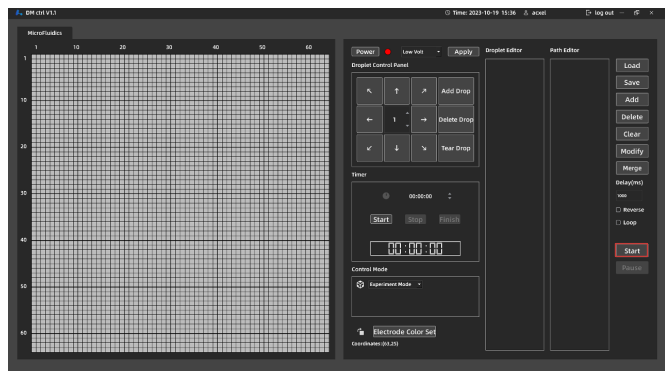 DM ctrl V1.1
Time: 2023-10-19 15:36 acxel log out
MicroFluidics
1 10 20 30 40 50 60
1
10
20
30
40
50
60
Power Low Volt Apply
Droplet Control Panel
↖ ↑ ↗ Add Drop
← 1 → Delete Drop
↙ ↓ ↘ Tear Drop
Timer
00:00:00
Start Stop Finish
00:00:00
Control Mode
Experiment Mode
Electrode Color Set
Coordinates:(63,25)
Droplet Editor
Path Editor
Load
Save
Add
Delete
Clear
Modify
Merge
Delay(ms)
1000
Reverse
Loop
Start
Pause